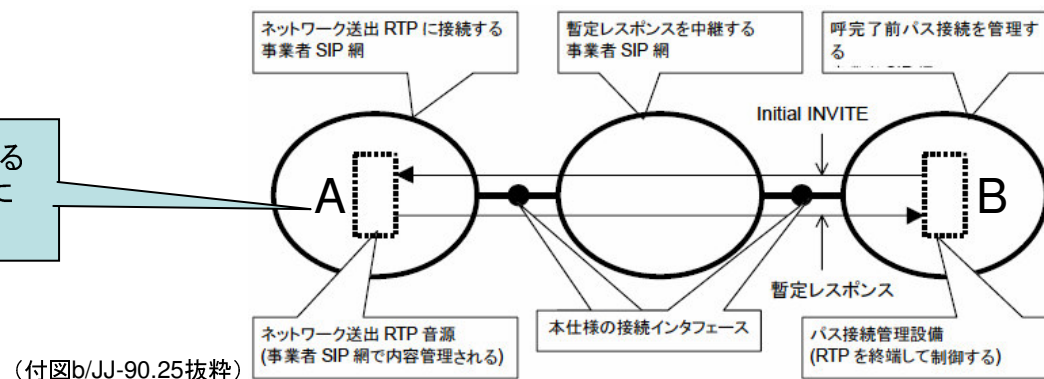 ネットワーク送出 RTP に接続する
事業者 SIP 網
暫定レスポンスを中継する
事業者 SIP 網
呼完了前パス接続を管理す
る
Initial INVITE
る
に
A
B
暫定レスポンス
ネットワーク送出 RTP 音源
(事業者 SIP 網で内容管理される)
本仕様の接続インタフェース
パス接続管理設備
(RTP を終端して制御する)
(付図b/JJ-90.25抜粋)